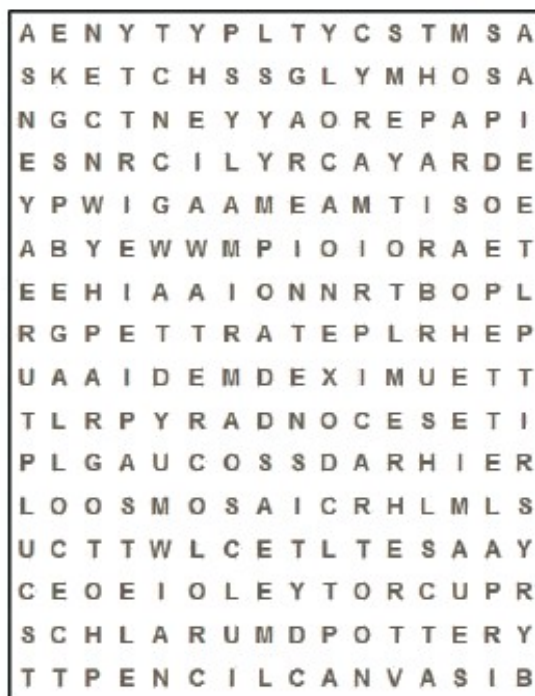 A E N Y T Y P L T Y C S T M S A
S K E T C H S S G L Y M H O S A
N G C T N E Y Y A O R E P A P I
E S N R C I L Y R C A Y A R D E
Y P W I G A A M E A M T I S O E
A B Y E W W M P I O I O R A E T
E E H I A A I O N N R T B O P L
R G P E T T R A T E P L R H E P
U A A I D E M D E X I M U E T T
T L R P Y R A D N O C E S E T I
P L G A U C O S S D A R H I E R
L O O S M O S A I C R H L M L S
U C T T W L C E T L T E S A A Y
C E O E I O L E Y T O R C U P R
S C H L A R U M D P O T T E R Y
T T P E N C I L C A N V A S I B